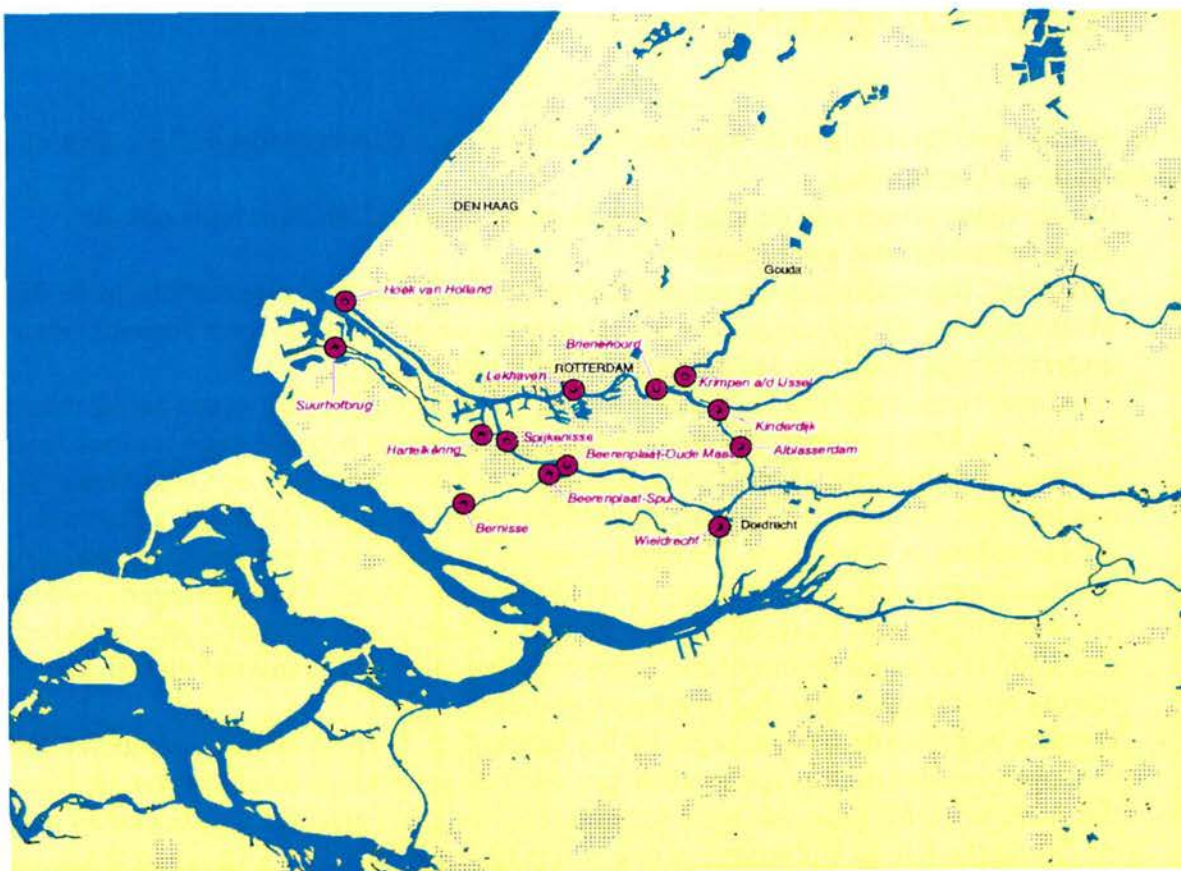 DEN HAAG
Gouda
Hoek van Holland
Brienenoord
ROTTERDAM
Lekhaven
Krimpen a/d IJssel
Suurhofbrug
Kinderdijk
Spijkenisse
Hartelkering
Beerenplaat-Oude Maas
Alblasserdam
Beerenplaat-Spui
Bernisse
Dordrecht
Wieldrecht